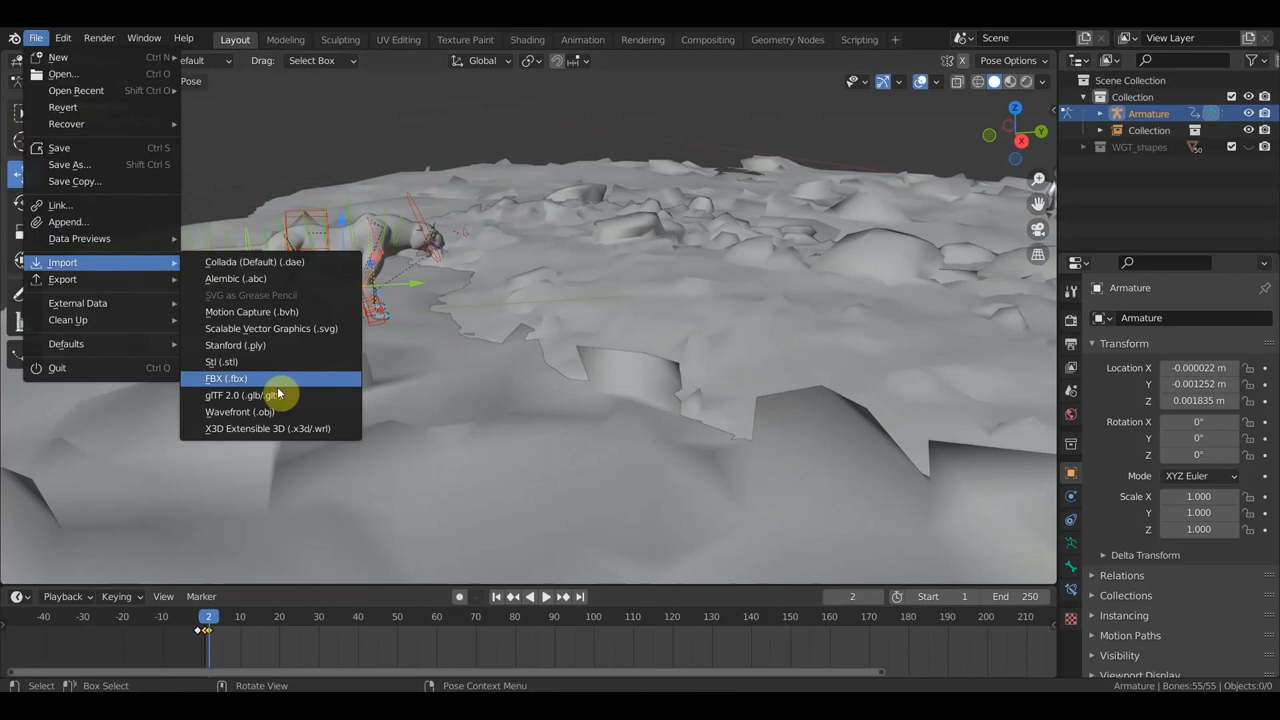 File Edit Render Window Help Layout Modeling Sculpting UV Editing Texture Paint Shading Animation Rendering Compositing Geometry Nodes Scripting Scene View Layer
Drag: Select Box Global Pose Options
Pose
New Ctrl N
Open... Ctrl O
Open Recent Shift Ctrl O
Revert
Recover
Save Ctrl S
Save As... Shift Ctrl S
Save Copy...
Link...
Append...
Data Previews
Import
Export
External Data
Clean Up
Defaults
Quit Ctrl Q
Collada (Default) (.dae)
Alembic (.abc)
SVG as Grease Pencil
Motion Capture (.bvh)
Scalable Vector Graphics (.svg)
Stanford (.ply)
Stl (.stl)
FBX (.fbx)
glTF 2.0 (.glb/.glt
Wavefront (.obj)
X3D Extensible 3D (.x3d/.wrl)
X
Y
Z
Scene Collection
Collection
Armature
Collection
WGT_shapes
50
Armature
Armature
Transform
Location X -0.000022 m
Y -0.001252 m
Z 0.001835 m
Rotation X 0°
Y 0°
Z 0°
Mode XYZ Euler
Scale X 1.000
Y 1.000
Z 1.000
Delta Transform
Relations
Collections
Instancing
Motion Paths
Visibility
Viewport Display
Playback Keying View Marker 2 Start 1 End 250
-40 -30 -20 -10 2 10 20 30 40 50 60 70 80 90 100 110 120 130 140 150 160 170 180 190 200 210
Select Box Select Rotate View Pose Context Menu Armature | Bones:55/55 | Objects:0/0